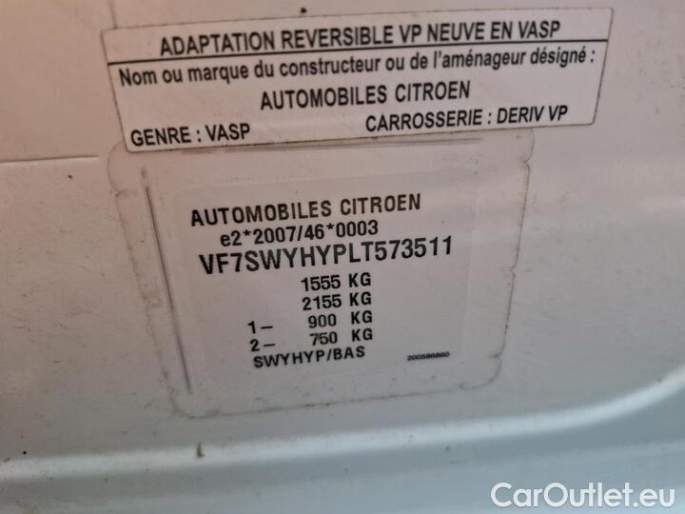 ADAPTATION REVERSIBLE VP NEUVE EN VASP
Nom ou marque du constructeur ou de l'aménageur désigné :
AUTOMOBILES CITROEN
GENRE : VASP CARROSSERIE : DERIV VP
AUTOMOBILES CITROEN
e2*2007/46*0003
VF7SWYHYPLT573511
1555 KG
2155 KG
1- 900 KG
2- 750 KG
SWYHYP/BAS
CarOutlet.eu